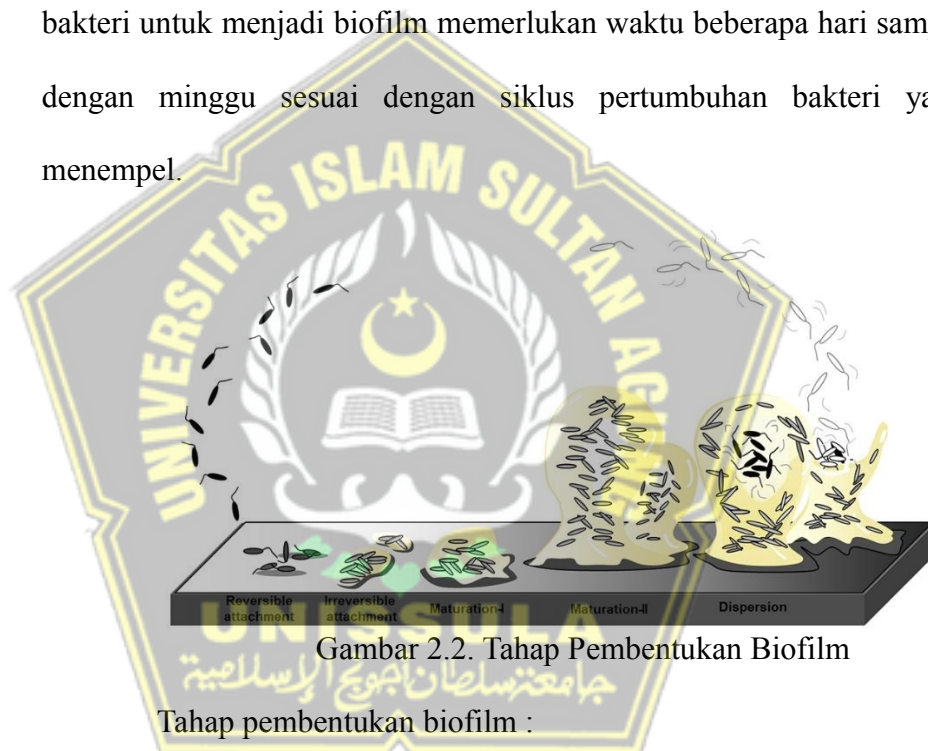 bakteri untuk menjadi biofilm memerlukan waktu beberapa hari sam
dengan minggu sesuai dengan siklus pertumbuhan bakteri ya
menempel.
UNIVERSITAS ISLAM SULTAN AGUNG
Reversible attachment
Irreversible attachment
Maturation-I
Maturation-II
Dispersion
UNISSULA
Gambar 2.2. Tahap Pembentukan Biofilm
جامعتنسلطان أجونج الإسلامية
Tahap pembentukan biofilm :